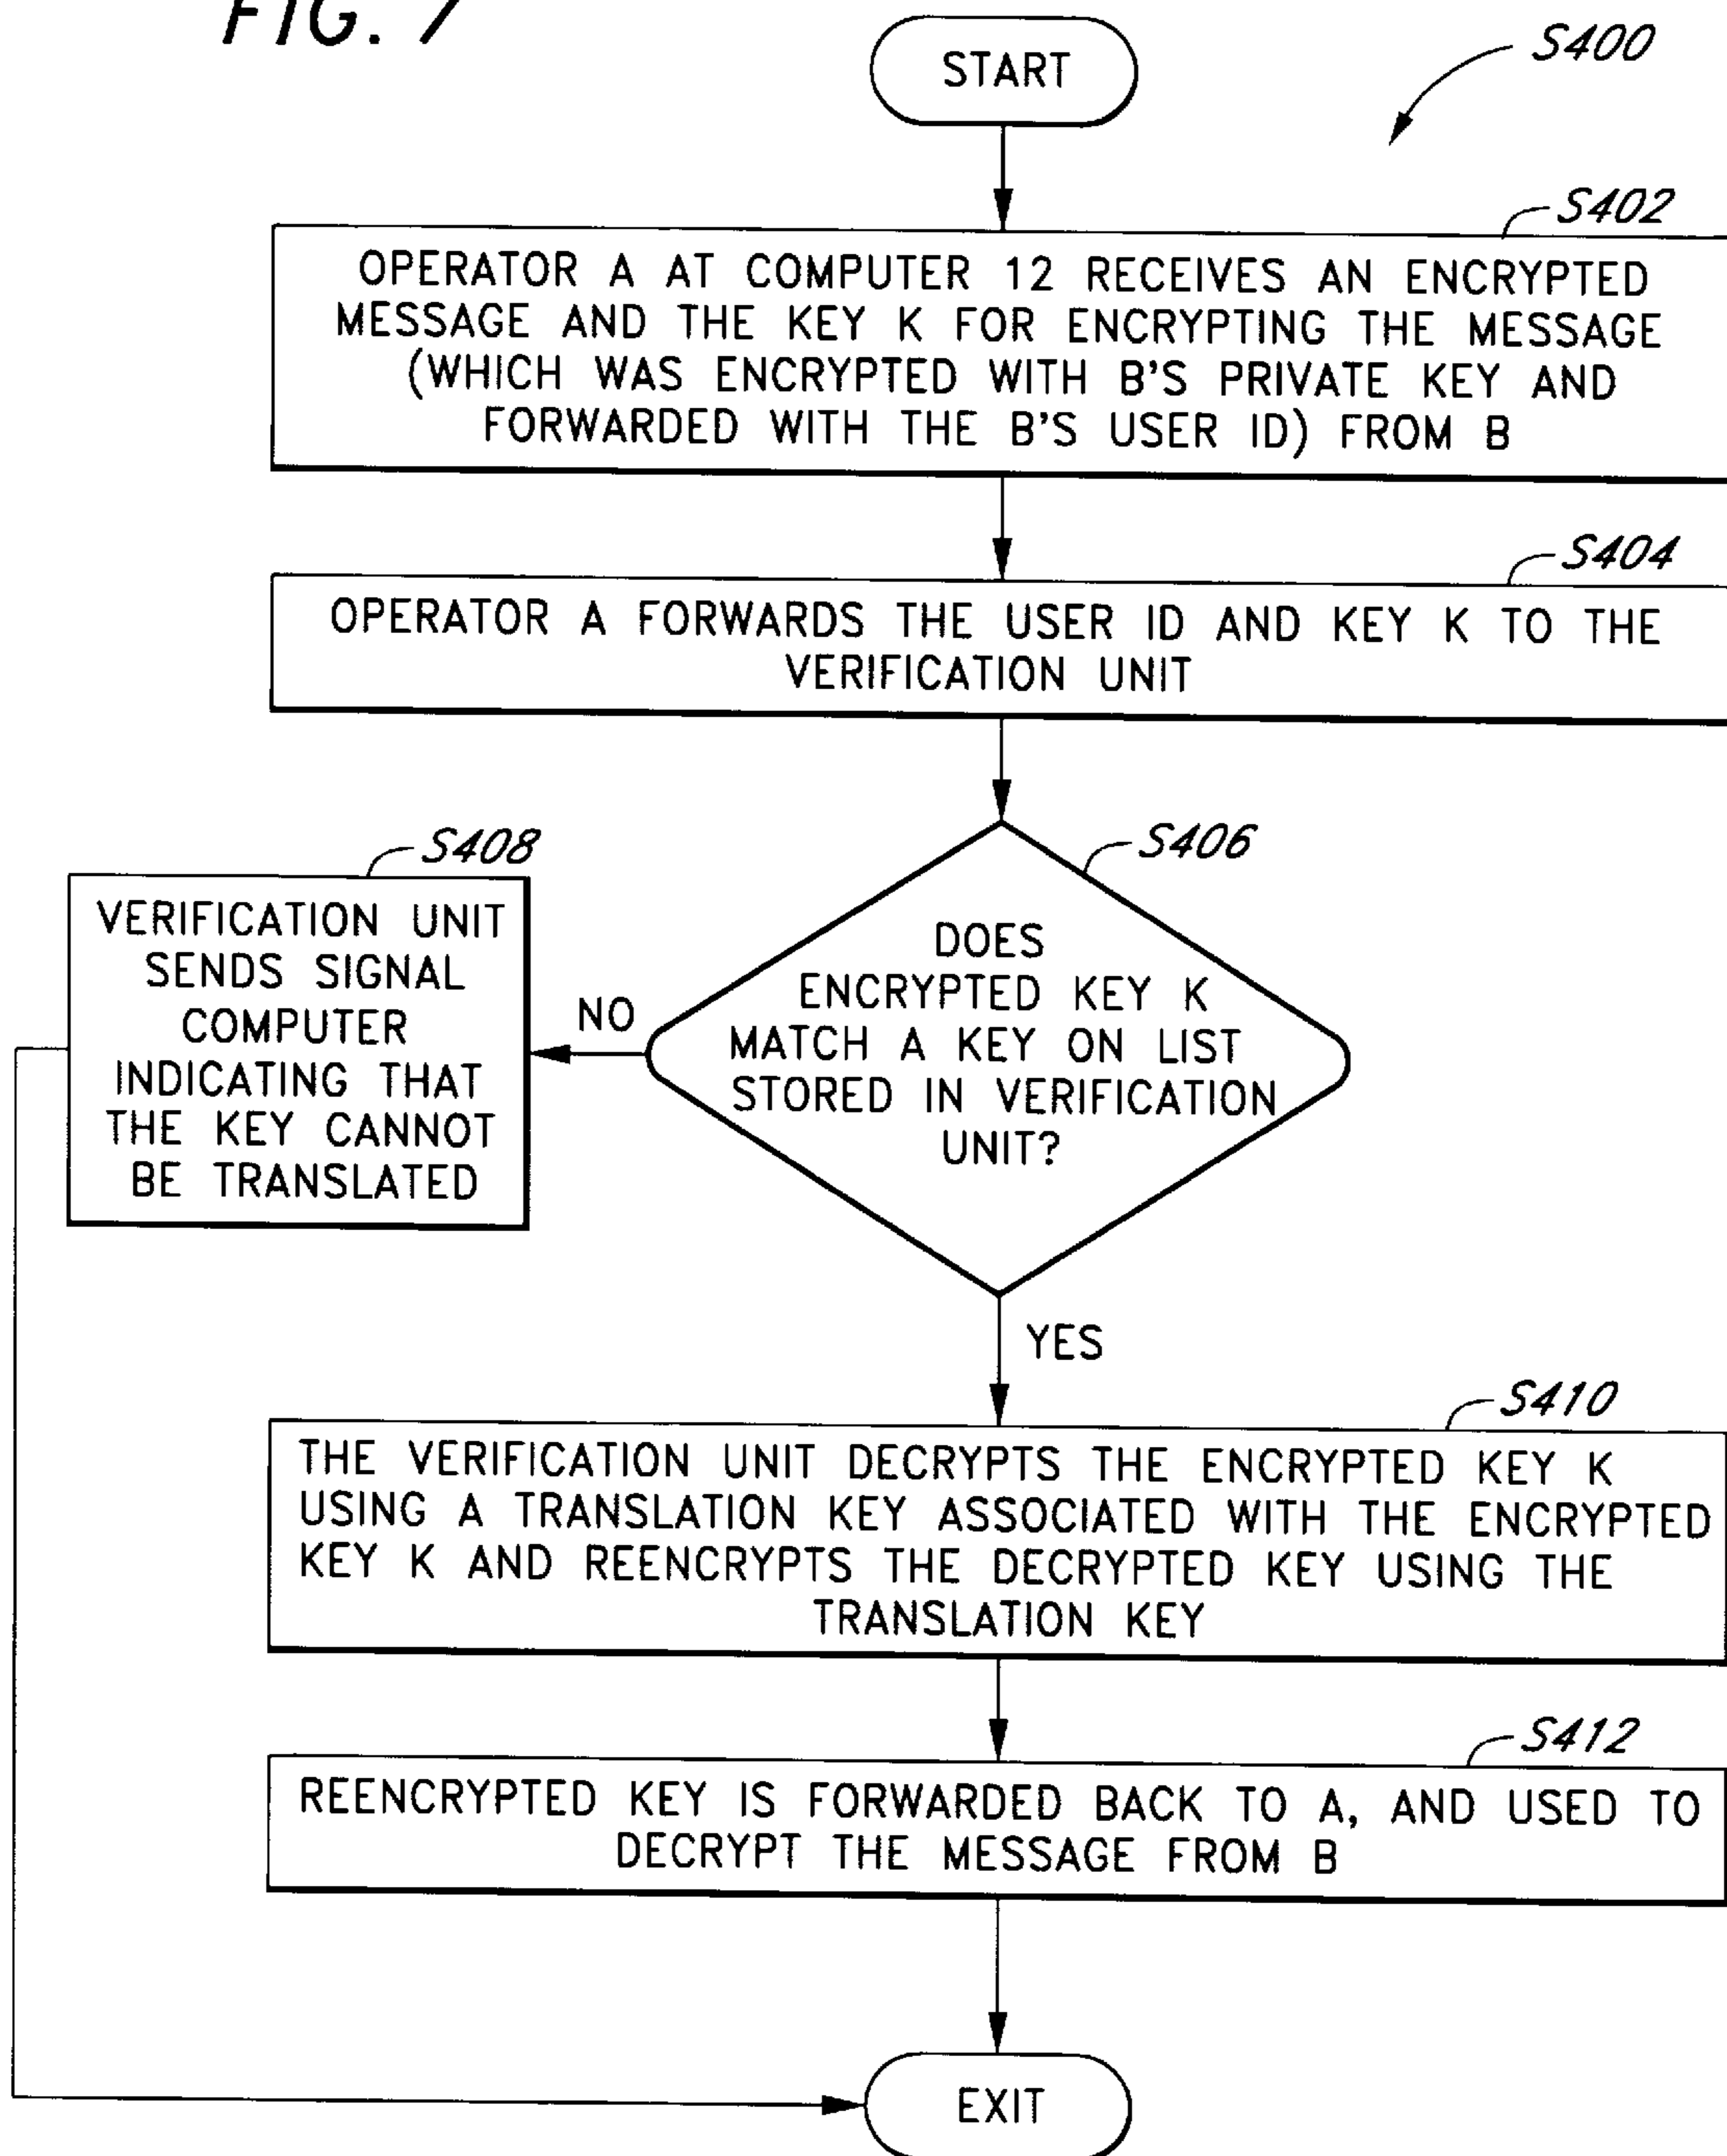 FIG. 7
START
S400
S402
OPERATOR A AT COMPUTER 12 RECEIVES AN ENCRYPTED
MESSAGE AND THE KEY K FOR ENCRYPTING THE MESSAGE
(WHICH WAS ENCRYPTED WITH B'S PRIVATE KEY AND
FORWARDED WITH THE B'S USER ID) FROM B
S404
OPERATOR A FORWARDS THE USER ID AND KEY K TO THE
VERIFICATION UNIT
S406
DOES
ENCRYPTED KEY K
MATCH A KEY ON LIST
STORED IN VERIFICATION
UNIT?
NO
S408
VERIFICATION UNIT
SENDS SIGNAL
COMPUTER
INDICATING THAT
THE KEY CANNOT
BE TRANSLATED
YES
S410
THE VERIFICATION UNIT DECRYPTS THE ENCRYPTED KEY K
USING A TRANSLATION KEY ASSOCIATED WITH THE ENCRYPTED
KEY K AND REENCRYPTS THE DECRYPTED KEY USING THE
TRANSLATION KEY
S412
REENCRYPTED KEY IS FORWARDED BACK TO A, AND USED TO
DECRYPT THE MESSAGE FROM B
EXIT